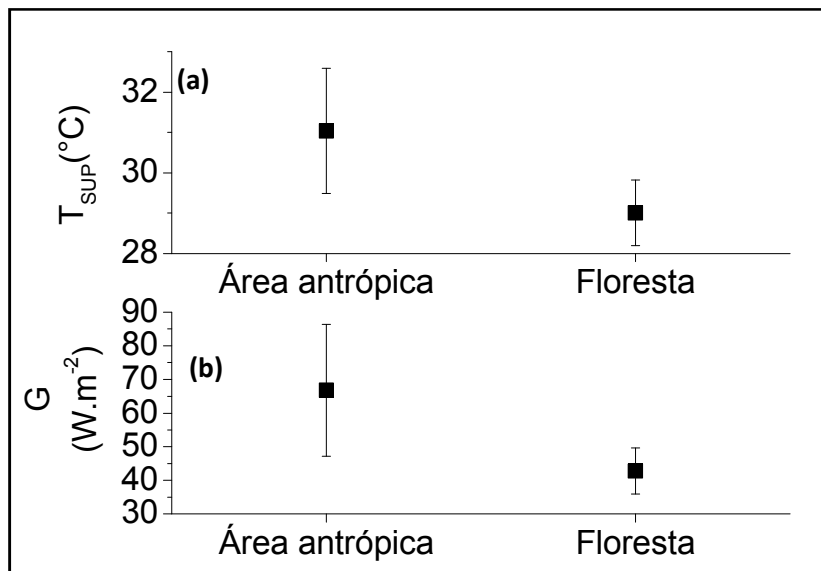 (a)
T_SUP(°C)
32
30
28
Área antrópica Floresta
(b)
G
(W.m⁻²)
90
80
70
60
50
40
30
Área antrópica Floresta